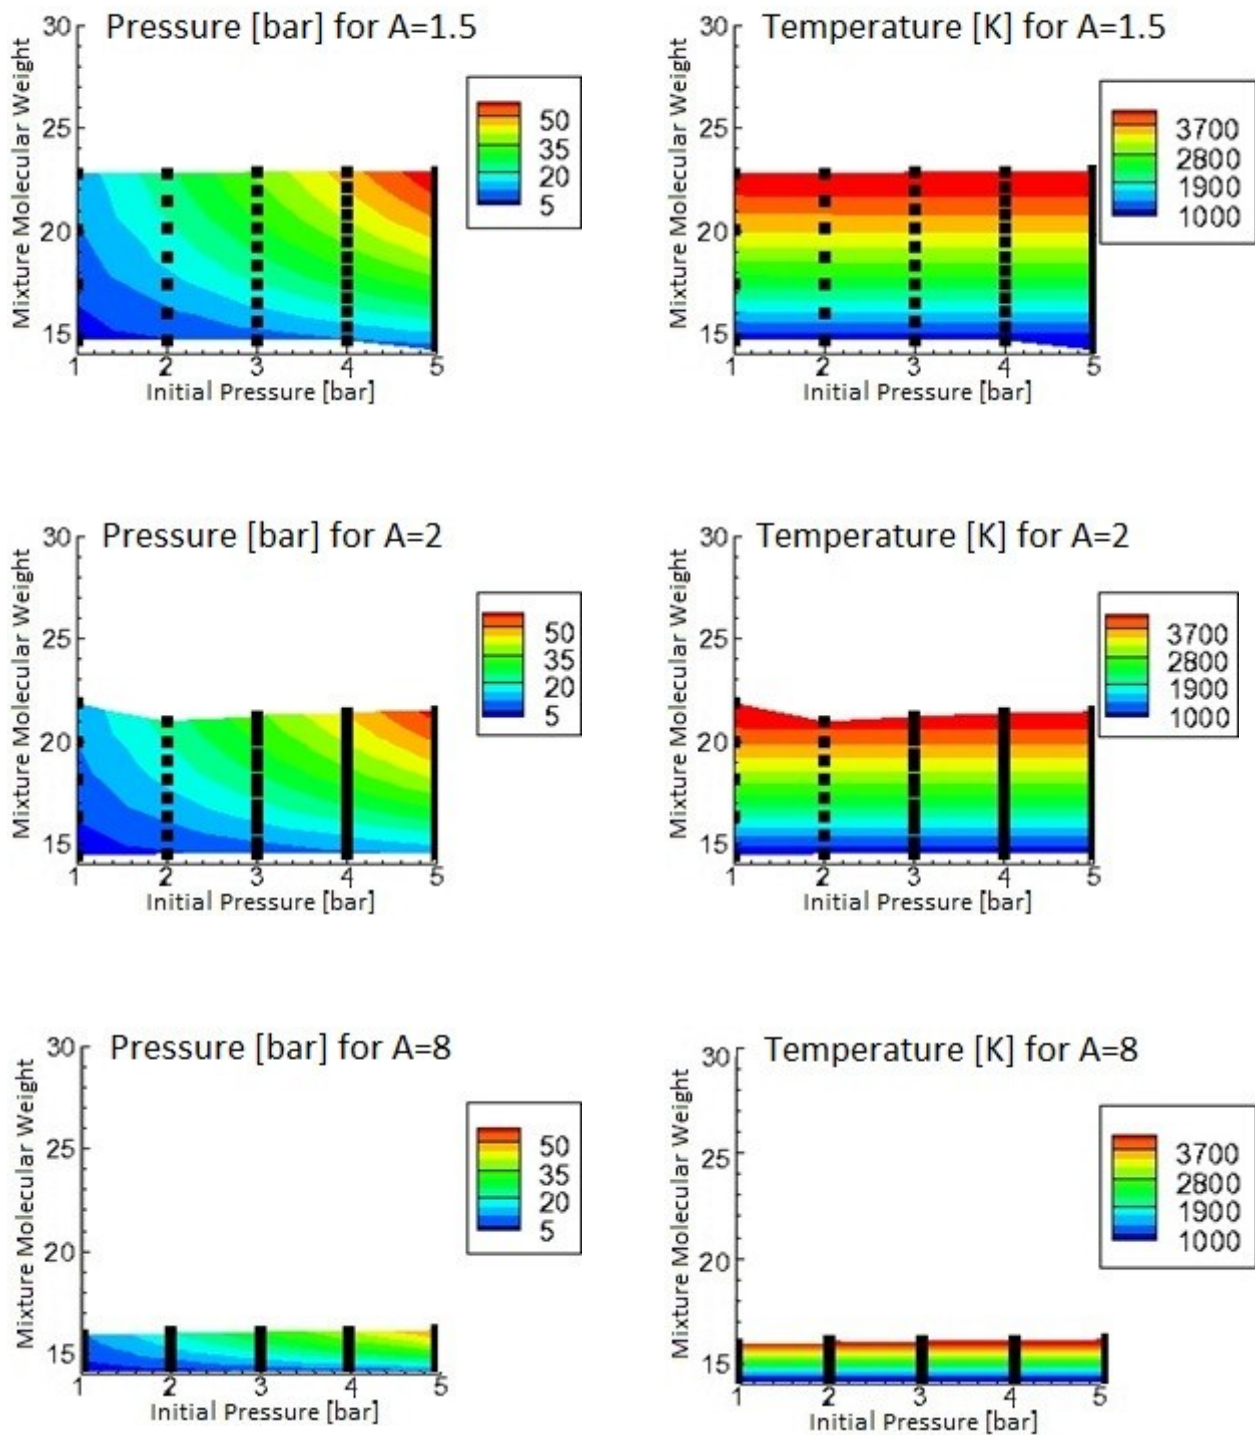 Pressure [bar] for A=1.5
Mixture Molecular Weight
30
25
20
15
1 2 3 4 5
Initial Pressure [bar]
50
35
20
5
Temperature [K] for A=1.5
Mixture Molecular Weight
30
25
20
15
1 2 3 4 5
Initial Pressure [bar]
3700
2800
1900
1000
Pressure [bar] for A=2
Mixture Molecular Weight
30
25
20
15
1 2 3 4 5
Initial Pressure [bar]
50
35
20
5
Temperature [K] for A=2
Mixture Molecular Weight
30
25
20
15
1 2 3 4 5
Initial Pressure [bar]
3700
2800
1900
1000
Pressure [bar] for A=8
Mixture Molecular Weight
30
25
20
15
1 2 3 4 5
Initial Pressure [bar]
50
35
20
5
Temperature [K] for A=8
Mixture Molecular Weight
30
25
20
15
1 2 3 4 5
Initial Pressure [bar]
3700
2800
1900
1000